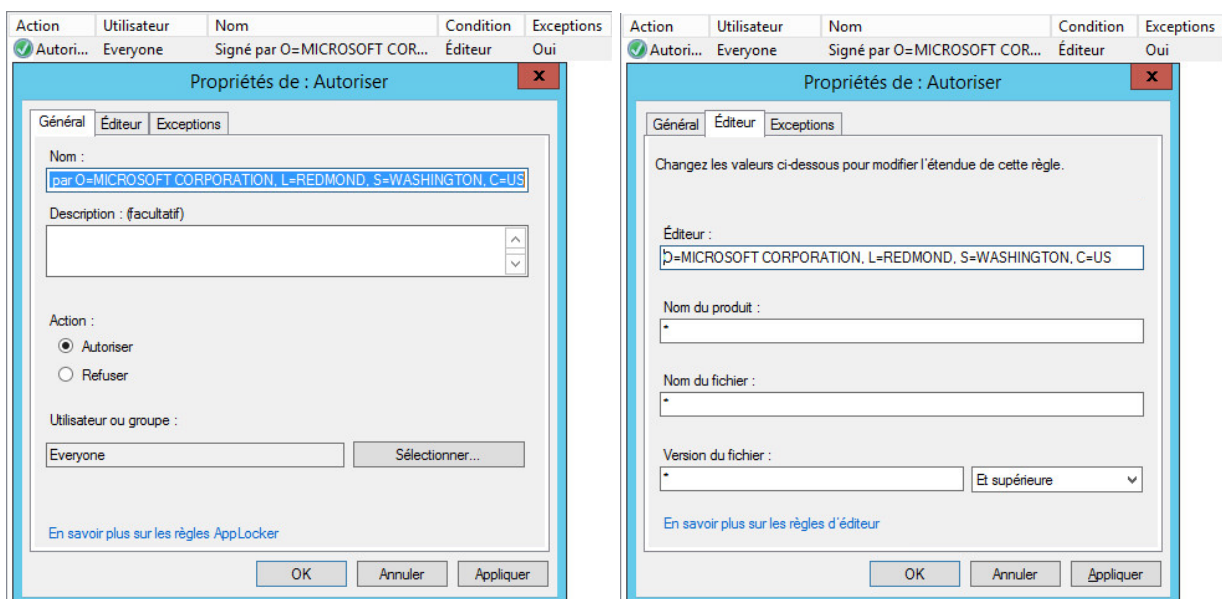 Action Utilisateur Nom Condition Exceptions
Autori... Everyone Signé par O=MICROSOFT COR... Éditeur Oui
Propriétés de : Autoriser
x
Général Éditeur Exceptions
Nom :
par O=MICROSOFT CORPORATION, L=REDMOND, S=WASHINGTON, C=US
Description : (facultatif)
Action :
Autoriser
Refuser
Utilisateur ou groupe :
Everyone Sélectionner...
En savoir plus sur les règles AppLocker
OK Annuler Appliquer
Action Utilisateur Nom Condition Exceptions
Autori... Everyone Signé par O=MICROSOFT COR... Éditeur Oui
Propriétés de : Autoriser
x
Général Éditeur Exceptions
Changez les valeurs ci-dessous pour modifier l'étendue de cette règle.
Éditeur :
O=MICROSOFT CORPORATION, L=REDMOND, S=WASHINGTON, C=US
Nom du produit :
*
Nom du fichier :
*
Version du fichier :
* Et supérieure
En savoir plus sur les règles d'éditeur
OK Annuler Appliquer